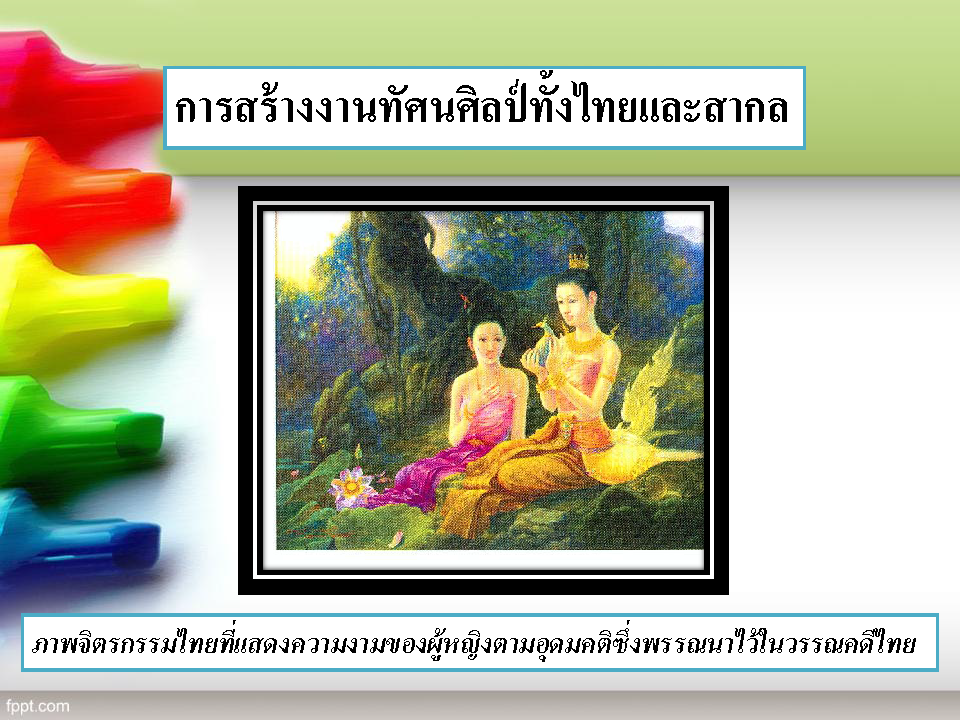 การสร้างงานทัศนศิลป์ทั้งไทยและสากล
ภาพจิตรกรรมไทยที่แสดงความงามของผู้หญิงตามอุดมคติซึ่งพรรณนาไว้ในวรรณคดีไทย
fppt.com